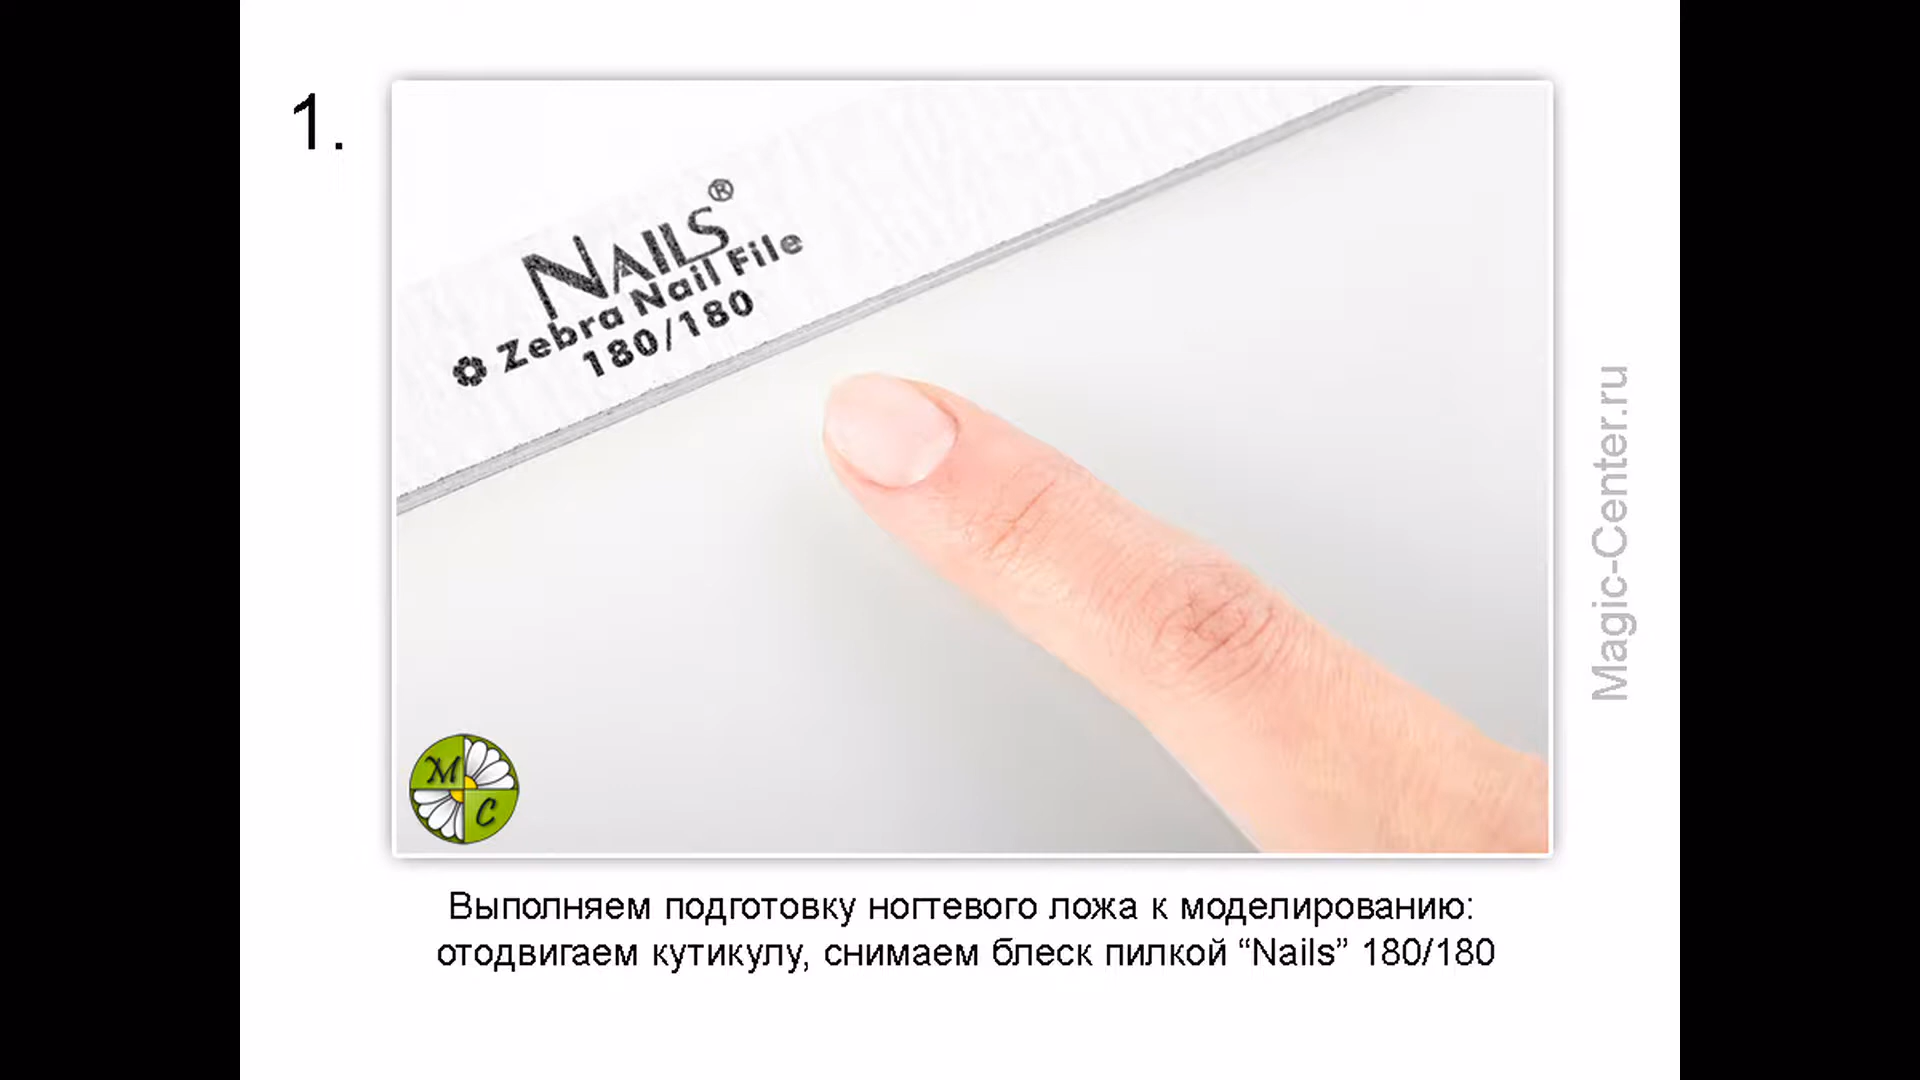 1.
NAILS®
Zebra Nail File
180/180
M
C
Magic-Center.ru
Выполняем подготовку ногтевого ложа к моделированию:
отодвигаем кутикулу, снимаем блеск пилкой “Nails” 180/180